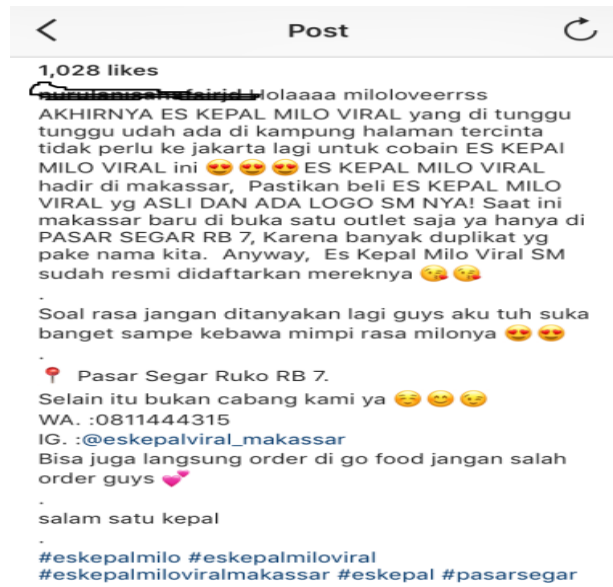 Post
1,028 likes
Holaaaa miloloveerrss
AKHIRNYA ES KEPAL MILO VIRAL yang di tunggu
tunggu udah ada di kampung halaman tercinta
tidak perlu ke jakarta lagi untuk cobain ES KEPAl
MILO VIRAL ini 😍 😍 😍 ES KEPAL MILO VIRAL
hadir di makassar, Pastikan beli ES KEPAL MILO
VIRAL yg ASLI DAN ADA LOGO SM NYA! Saat ini
makassar baru di buka satu outlet saja ya hanya di
PASAR SEGAR RB 7, Karena banyak duplikat yg
pake nama kita. Anyway, Es Kepal Milo Viral SM
sudah resmi didaftarkan mereknya 😘 😘
.
Soal rasa jangan ditanyakan lagi guys aku tuh suka
banget sampe kebawa mimpi rasa milonya 😍 😍
.
📍 Pasar Segar Ruko RB 7.
Selain itu bukan cabang kami ya ☺️ 😊 😉
WA. :0811444315
IG. :@eskepalviral_makassar
Bisa juga langsung order di go food jangan salah
order guys 💕
.
salam satu kepal
.
#eskepalmilo #eskepalmiloviral
#eskepalmiloviralmakassar #eskepal #pasarsegar